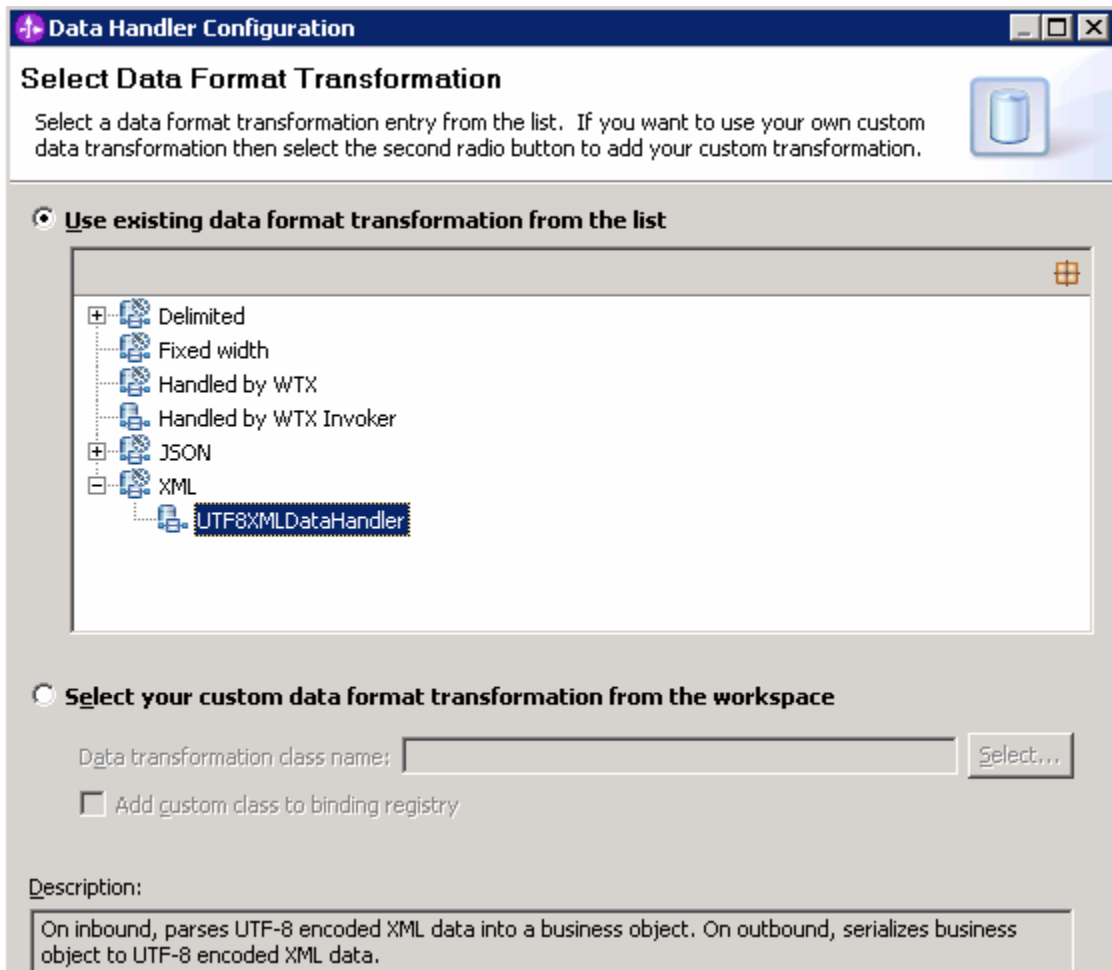 Data Handler Configuration
Select Data Format Transformation
Select a data format transformation entry from the list. If you want to use your own custom
data transformation then select the second radio button to add your custom transformation.
Use existing data format transformation from the list
Delimited
Fixed width
Handled by WTX
Handled by WTX Invoker
JSON
XML
UTF8XMLDataHandler
Select your custom data format transformation from the workspace
Data transformation class name:
Select...
Add custom class to binding registry
Description:
On inbound, parses UTF-8 encoded XML data into a business object. On outbound, serializes business
object to UTF-8 encoded XML data.